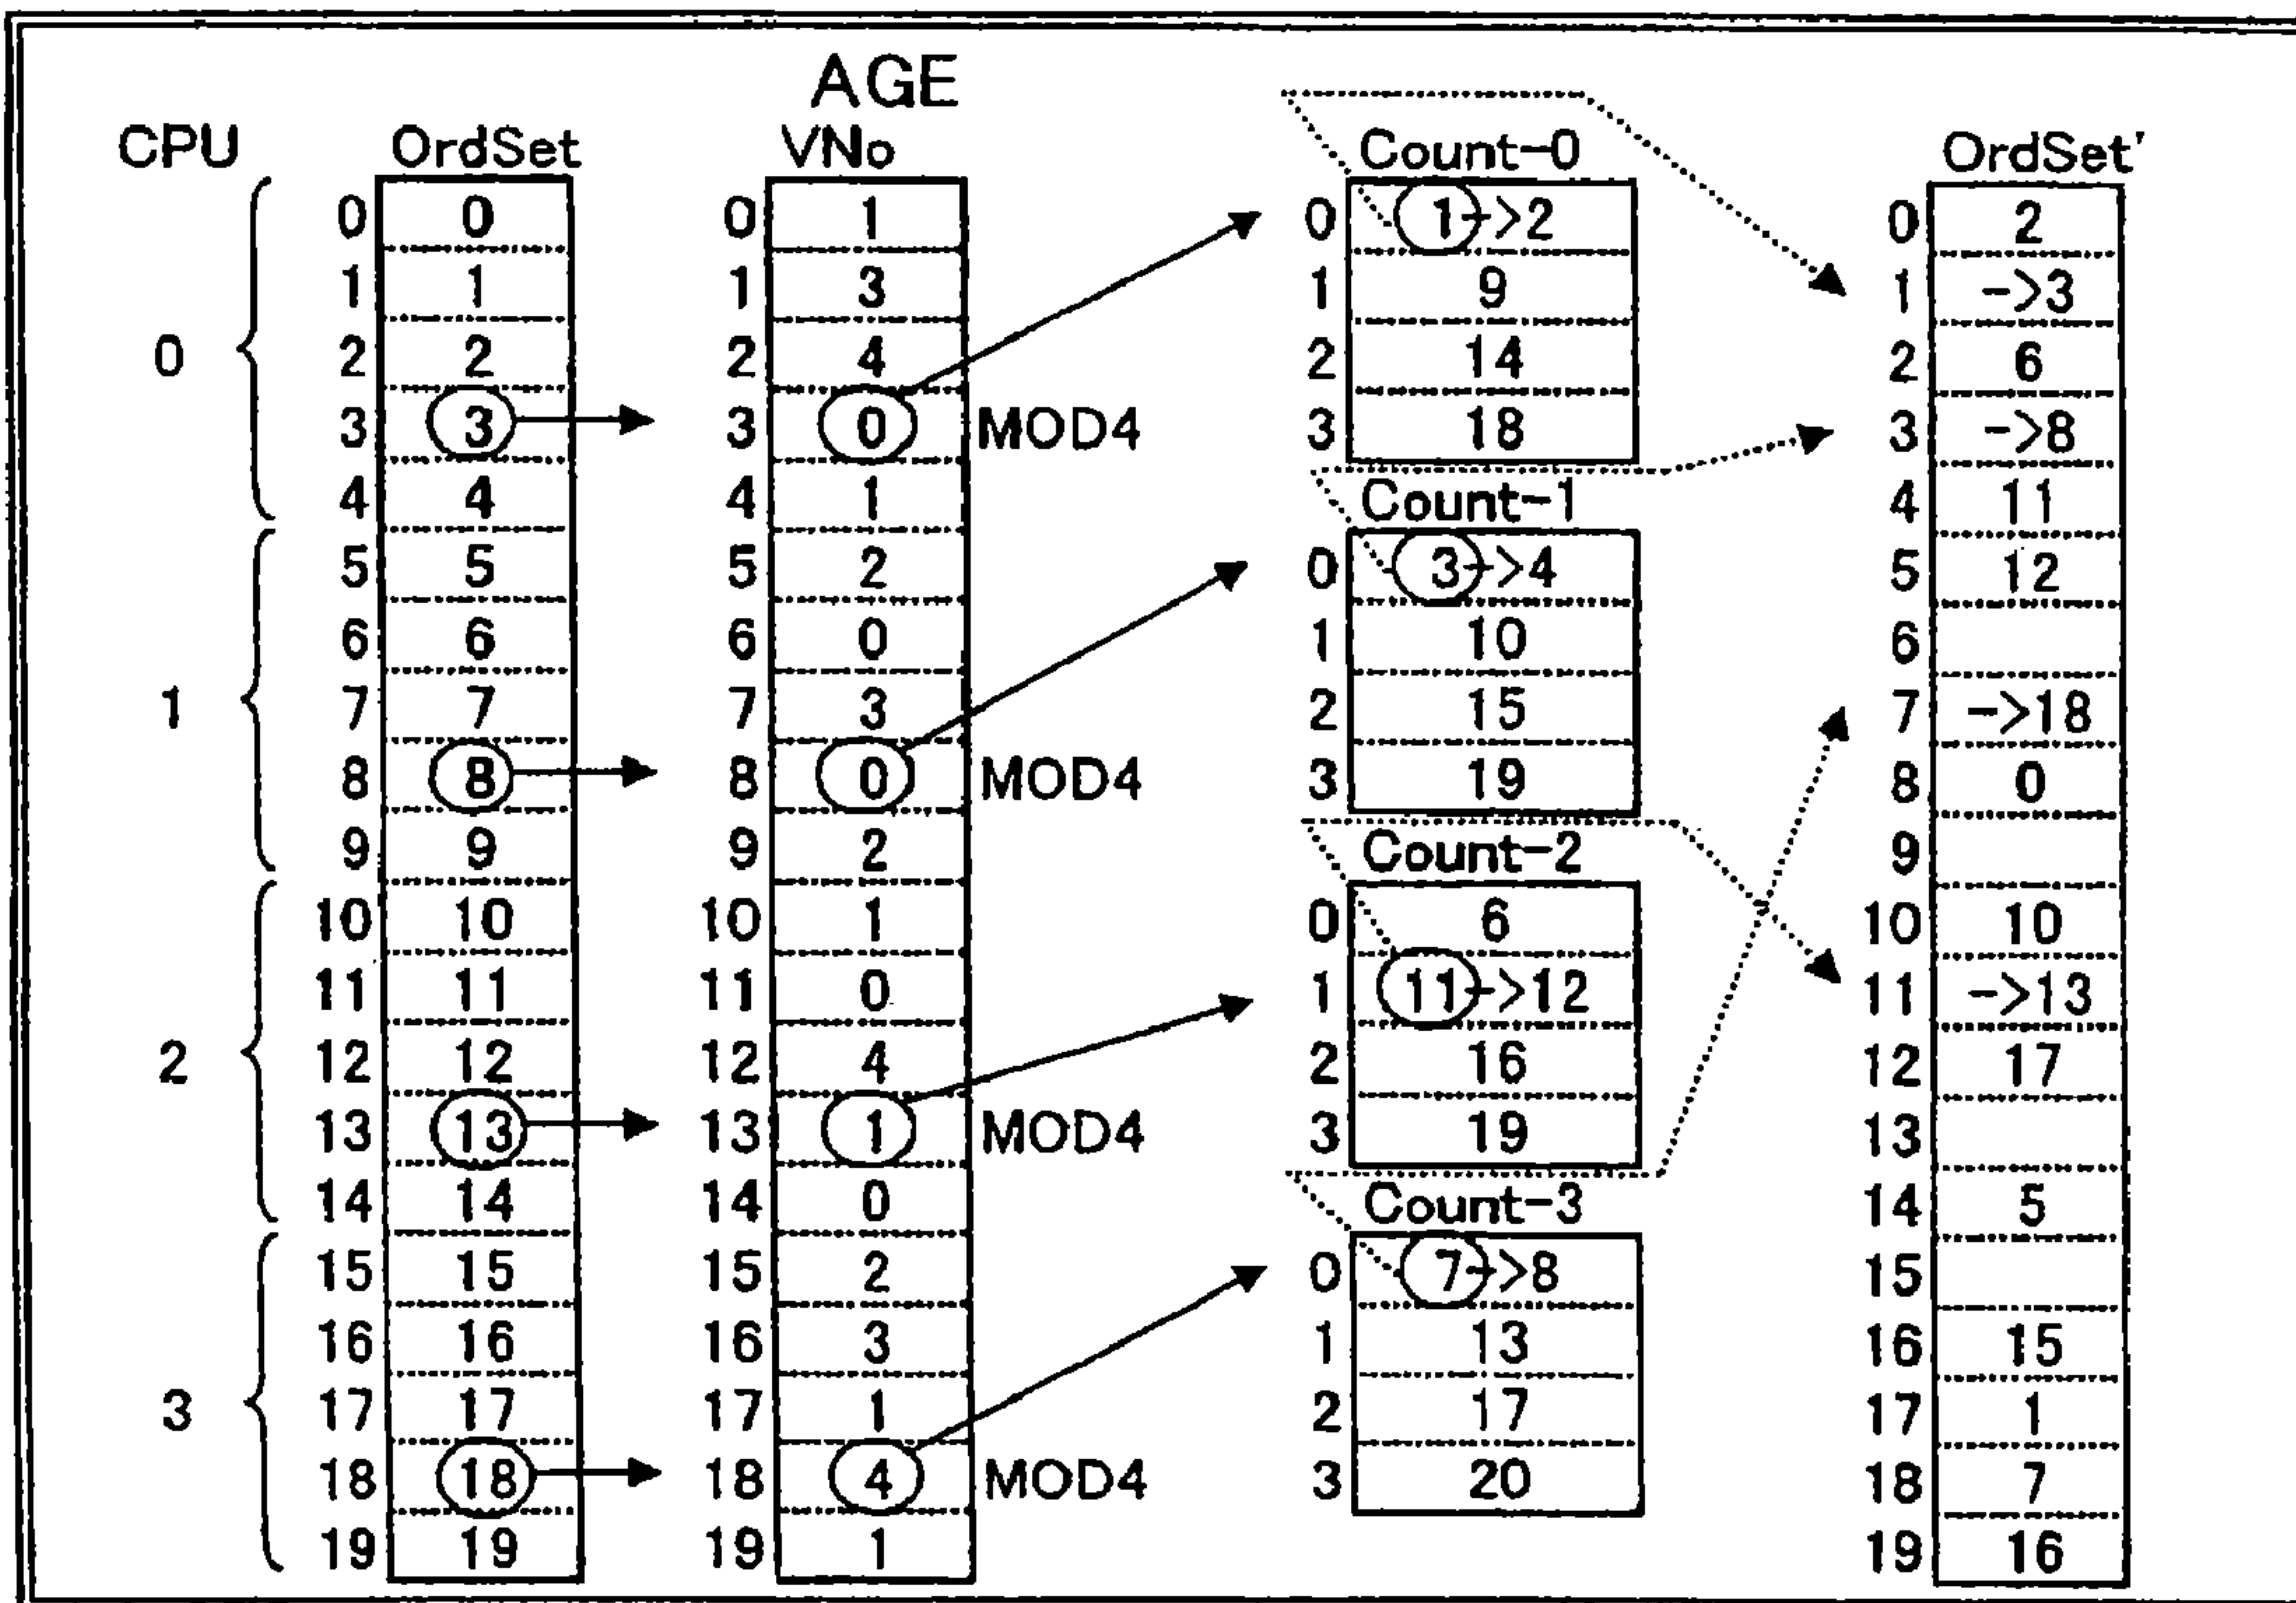 AGE
CPU OrdSet VNo Count-0 OrdSet'
0 0 0 1 0 1->2 0 2
1 1 1 3 1 9 1 ->3
0 2 2 2 4 2 14 2 6
3 3 3 0 MOD4 3 18 3 ->8
4 4 4 1 Count-1 4 11
5 5 5 2 0 3->4 5 12
6 6 6 0 1 10 6
1 7 7 7 3 2 15 7 ->18
8 8 8 0 MOD4 3 19 8 0
9 9 9 2 Count-2 9
10 10 10 1 0 6 10 10
11 11 11 0 1 11->12 11 ->13
2 12 12 12 4 2 16 12 17
13 13 13 1 MOD4 3 19 13
14 14 14 0 Count-3 14 5
15 15 15 2 0 7->8 15
16 16 16 3 1 13 16 15
3 17 17 17 1 2 17 17 1
18 18 18 4 MOD4 3 20 18 7
19 19 19 1 19 16